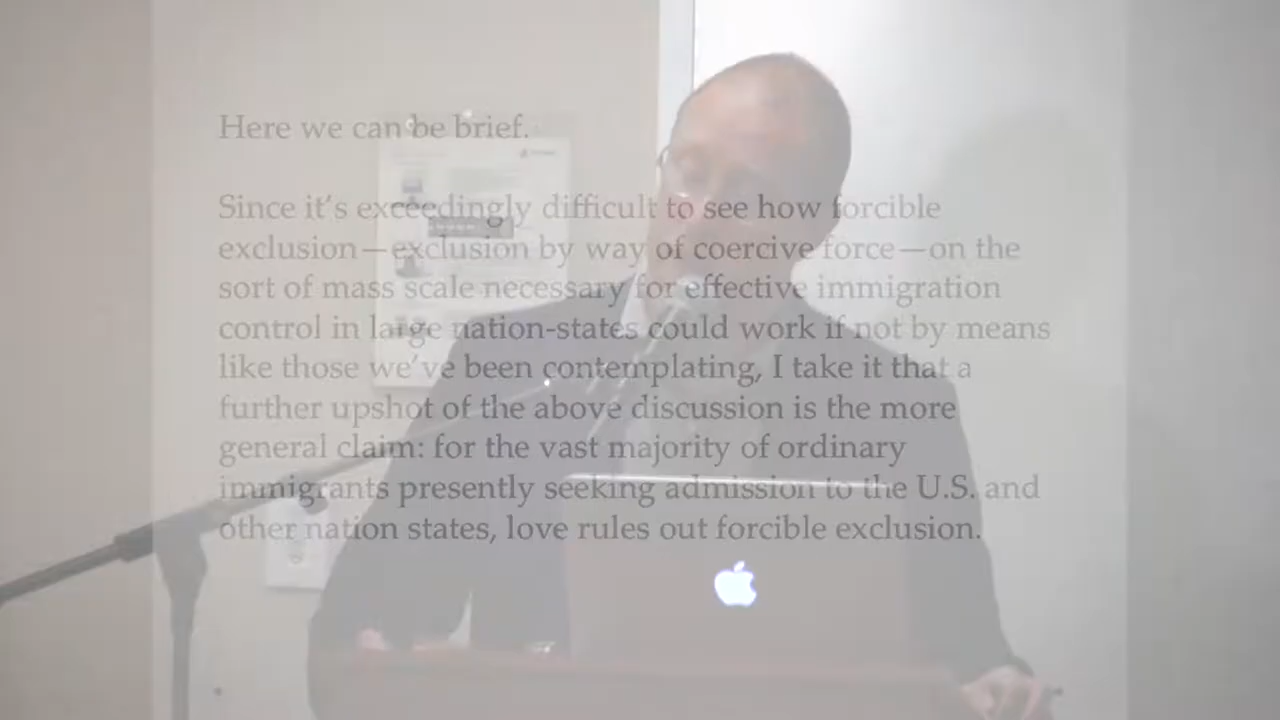 Here we can be brief.
Since it's exceedingly difficult to see how forcible
exclusion—exclusion by way of coercive force—on the
sort of mass scale necessary for effective immigration
control in large nation-states could work if not by means
like those we've been contemplating, I take it that a
further upshot of the above discussion is the more
general claim: for the vast majority of ordinary
immigrants presently seeking admission to the U.S. and
other nation states, love rules out forcible exclusion.